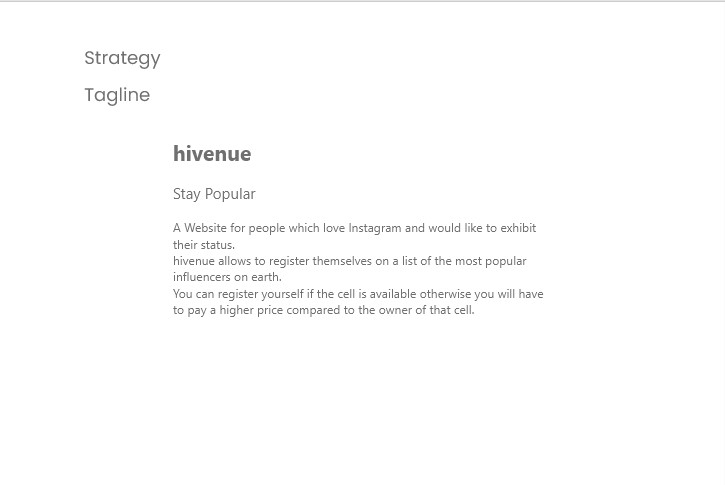 Strategy
Tagline
hivenue
Stay Popular
A Website for people which love Instagram and would like to exhibit
their status.
hivenue allows to register themselves on a list of the most popular
influencers on earth.
You can register yourself if the cell is available otherwise you will have
to pay a higher price compared to the owner of that cell.